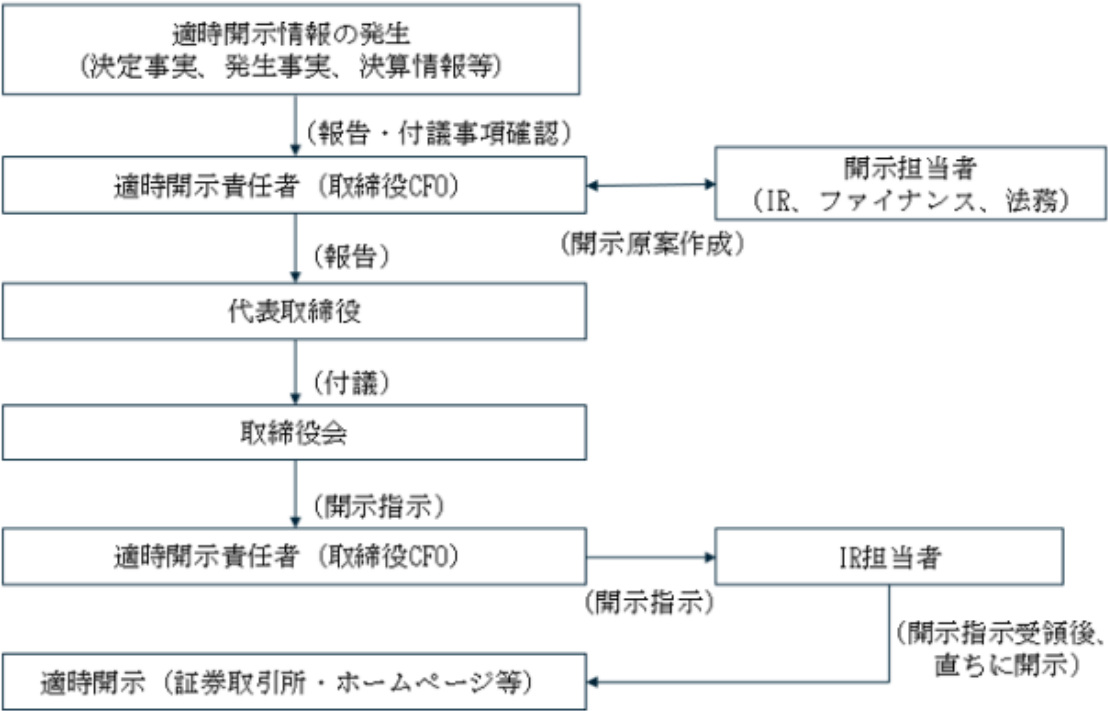 適時開示情報の発生
(決定事実、発生事実、決算情報等)
(報告・付議事項確認)
適時開示責任者 (取締役CFO)
開示担当者
(IR、ファイナンス、法務)
(開示原案作成)
(報告)
代表取締役
(付議)
取締役会
(開示指示)
適時開示責任者 (取締役CFO)
IR担当者
(開示指示)
(開示指示受領後、
直ちに開示)
適時開示 (証券取引所・ホームページ等)